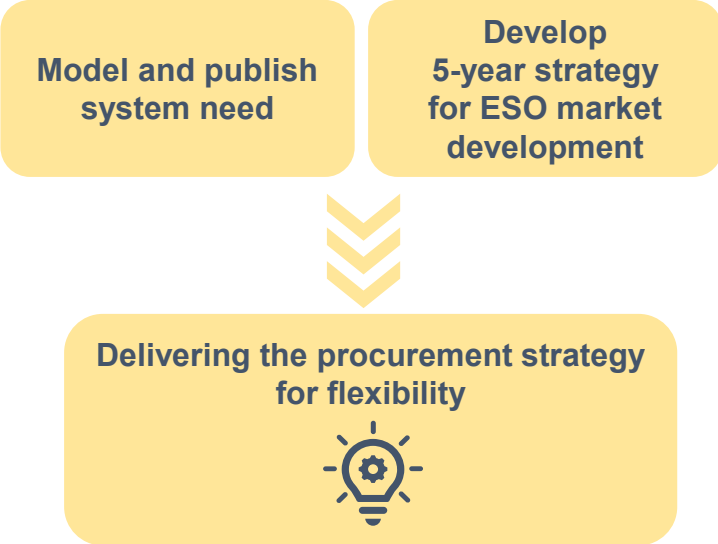 Model and publish
system need
Develop
5-year strategy
for ESO market
development
Delivering the procurement strategy
for flexibility